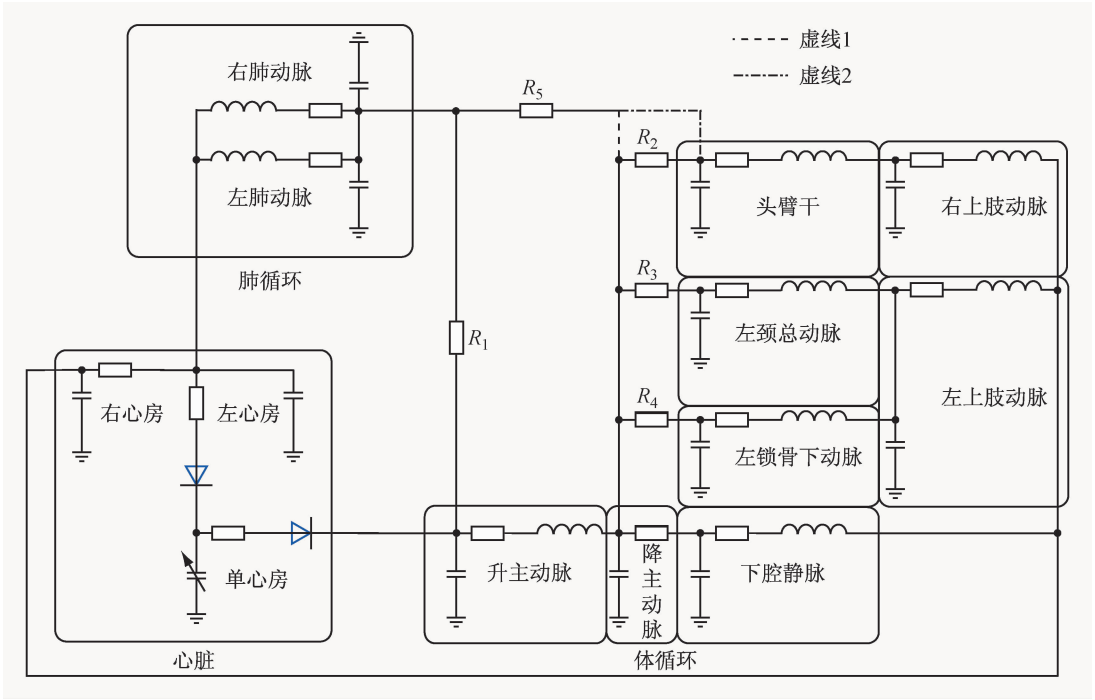 虚线1
虚线2
右肺动脉
左肺动脉
肺循环
R5
R2
头臂干
右上肢动脉
R3
左颈总动脉
R1
左上肢动脉
R4
左锁骨下动脉
右心房
左心房
单心房
心脏
升主动脉
降主动脉
下腔静脉
体循环